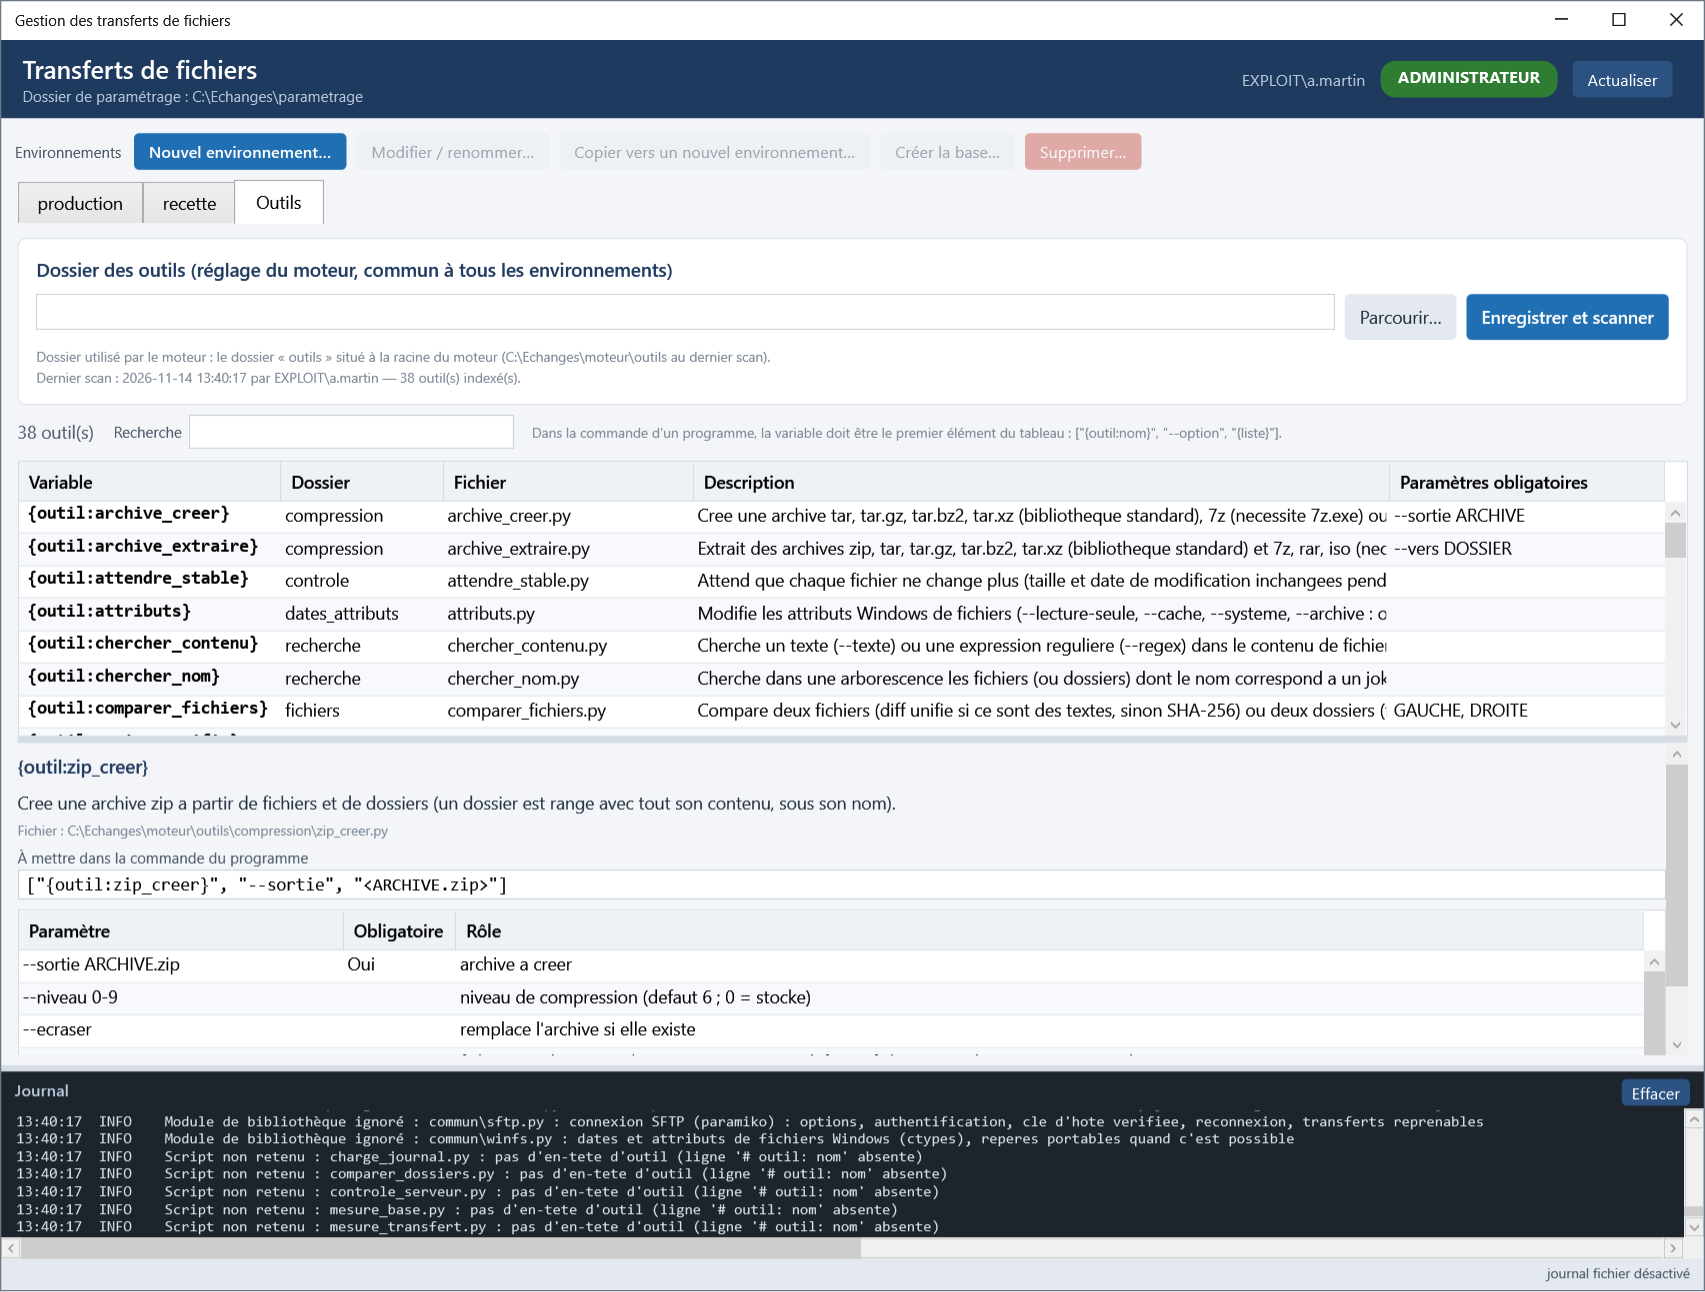 Gestion des transferts de fichiers
Transferts de fichiers
Dossier de paramétrage : C:\Echanges\parametrage
EXPLOIT\a.martin
ADMINISTRATEUR
Actualiser
Environnements
Nouvel environnement...
Modifier / renommer...
Copier vers un nouvel environnement...
Créer la base...
Supprimer...
production
recette
Outils
Dossier des outils (réglage du moteur, commun à tous les environnements)
Parcourir...
Enregistrer et scanner
Dossier utilisé par le moteur : le dossier « outils » situé à la racine du moteur (C:\Echanges\moteur\outils au dernier scan).
Dernier scan : 2026-11-14 13:40:17 par EXPLOIT\a.martin — 38 outil(s) indexé(s).
38 outil(s)
Recherche
Dans la commande d'un programme, la variable doit être le premier élément du tableau : ["{outil:nom}", "--option", "{liste}"].
Variable Dossier Fichier Description Paramètres obligatoires
{outil:archive_creer} compression archive_creer.py Cree une archive tar, tar.gz, tar.bz2, tar.xz (bibliotheque standard), 7z (necessite 7z.exe) ou --sortie ARCHIVE
{outil:archive_extraire} compression archive_extraire.py Extrait des archives zip, tar, tar.gz, tar.bz2, tar.xz (bibliotheque standard) et 7z, rar, iso (nec --vers DOSSIER
{outil:attendre_stable} controle attendre_stable.py Attend que chaque fichier ne change plus (taille et date de modification inchangees pend
{outil:attributs} dates_attributs attributs.py Modifie les attributs Windows de fichiers (--lecture-seule, --cache, --systeme, --archive : o
{outil:chercher_contenu} recherche chercher_contenu.py Cherche un texte (--texte) ou une expression reguliere (--regex) dans le contenu de fichier
{outil:chercher_nom} recherche chercher_nom.py Cherche dans une arborescence les fichiers (ou dossiers) dont le nom correspond a un jok
{outil:comparer_fichiers} fichiers comparer_fichiers.py Compare deux fichiers (diff unifie si ce sont des textes, sinon SHA-256) ou deux dossiers ( GAUCHE, DROITE
{outil:zip_creer}
Cree une archive zip a partir de fichiers et de dossiers (un dossier est range avec tout son contenu, sous son nom).
Fichier : C:\Echanges\moteur\outils\compression\zip_creer.py
À mettre dans la commande du programme
["{outil:zip_creer}", "--sortie", "<ARCHIVE.zip>"]
Paramètre Obligatoire Rôle
--sortie ARCHIVE.zip Oui archive a creer
--niveau 0-9 niveau de compression (defaut 6 ; 0 = stocke)
--ecraser remplace l'archive si elle existe
Journal
Effacer
13:40:17 INFO Module de bibliothèque ignoré : commun\sftp.py : connexion SFTP (paramiko) : options, authentification, cle d'hote verifiee, reconnexion, transferts reprenables
13:40:17 INFO Module de bibliothèque ignoré : commun\winfs.py : dates et attributs de fichiers Windows (ctypes), reperes portables quand c'est possible
13:40:17 INFO Script non retenu : charge_journal.py : pas d'en-tete d'outil (ligne '# outil: nom' absente)
13:40:17 INFO Script non retenu : comparer_dossiers.py : pas d'en-tete d'outil (ligne '# outil: nom' absente)
13:40:17 INFO Script non retenu : controle_serveur.py : pas d'en-tete d'outil (ligne '# outil: nom' absente)
13:40:17 INFO Script non retenu : mesure_base.py : pas d'en-tete d'outil (ligne '# outil: nom' absente)
13:40:17 INFO Script non retenu : mesure_transfert.py : pas d'en-tete d'outil (ligne '# outil: nom' absente)
journal fichier désactivé